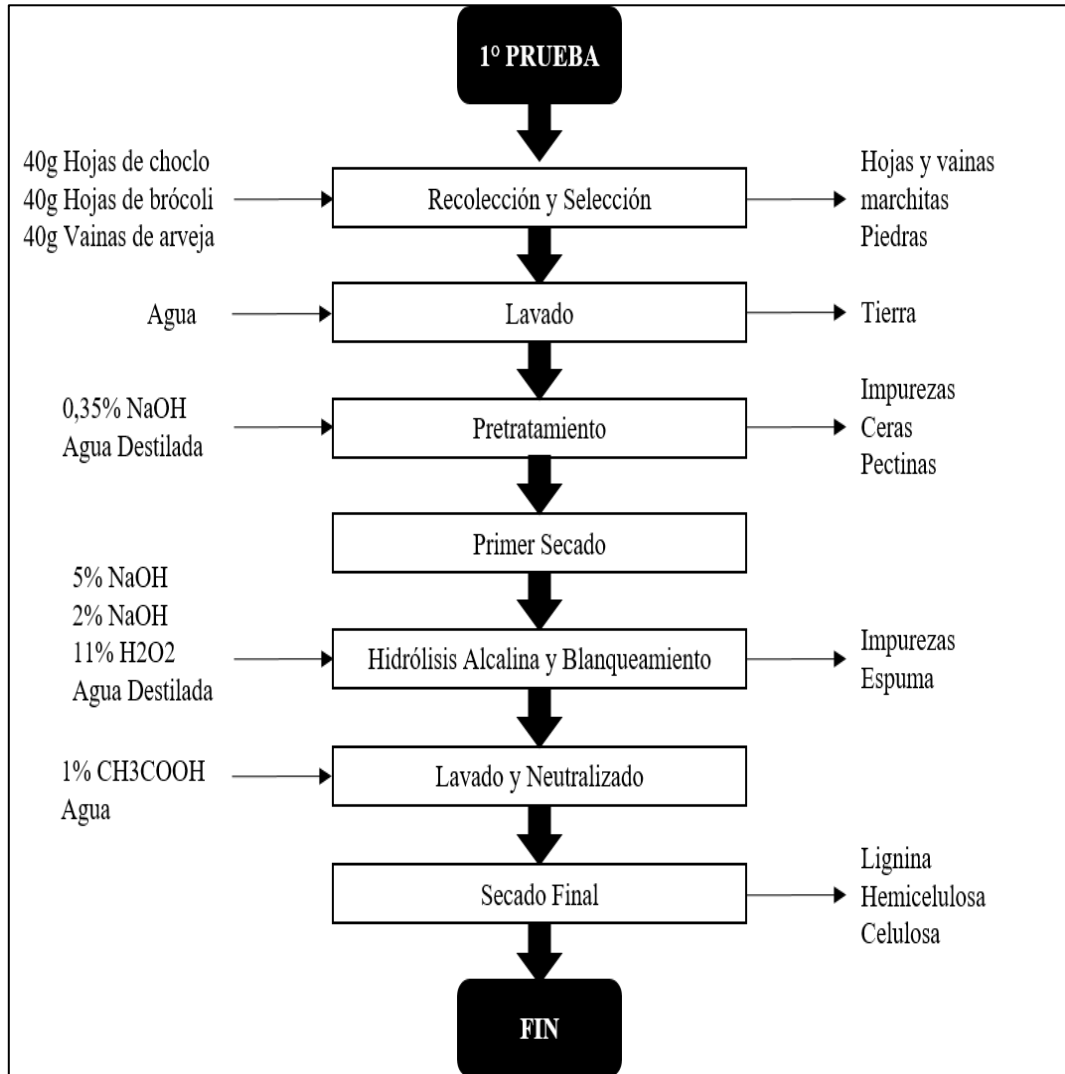 1° PRUEBA
40g Hojas de choclo
40g Hojas de brócoli
40g Vainas de arveja
Recolección y Selección
Hojas y vainas
marchitas
Piedras
Agua
Lavado
Tierra
0,35% NaOH
Agua Destilada
Pretratamiento
Impurezas
Ceras
Pectinas
Primer Secado
5% NaOH
2% NaOH
11% H2O2
Agua Destilada
Hidrólisis Alcalina y Blanqueamiento
Impurezas
Espuma
1% CH3COOH
Agua
Lavado y Neutralizado
Secado Final
Lignina
Hemicelulosa
Celulosa
FIN